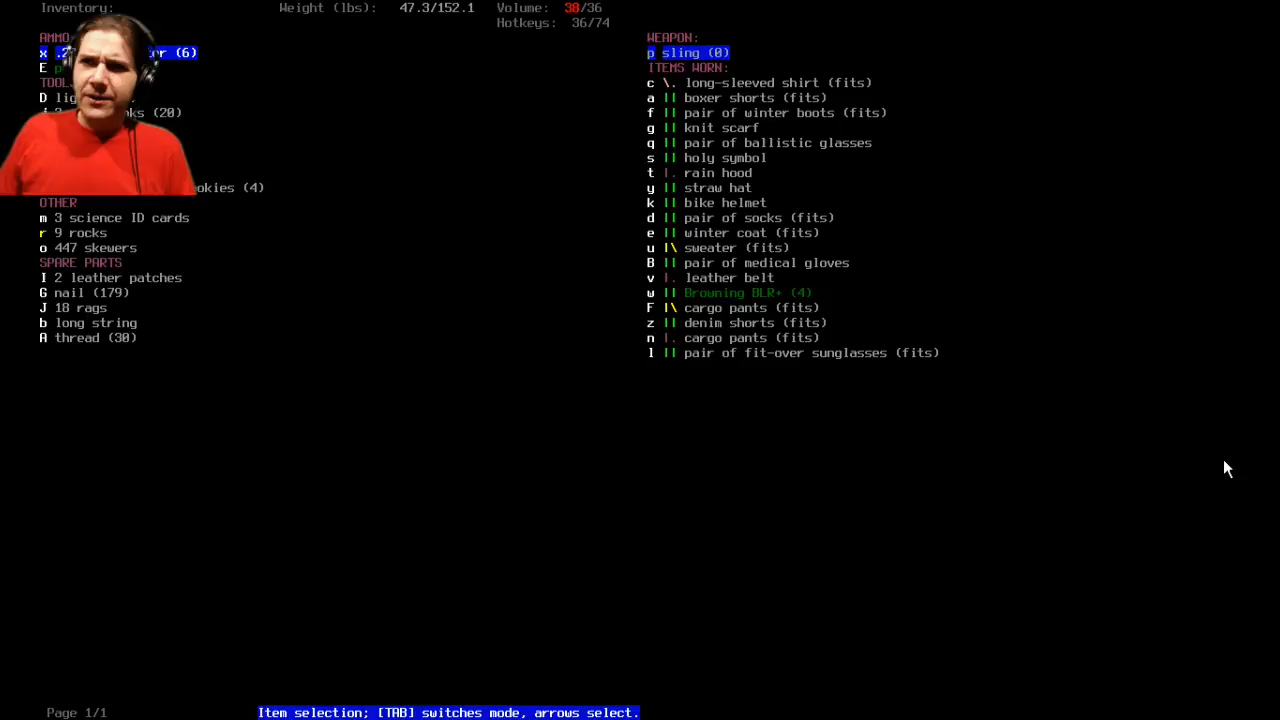 Inventory: Weight (lbs): 47.3/152.1 Volume: 38/36
Hotkeys: 36/74
AMMO
x .2 r (6)
E
TOOL
D lig
(20)
ookies (4)
OTHER
m 3 science ID cards
r 9 rocks
o 447 skewers
SPARE PARTS
I 2 leather patches
G nail (179)
J 18 rags
b long string
A thread (30)
WEAPON:
p sling (0)
ITEMS WORN:
c \. long-sleeved shirt (fits)
a || boxer shorts (fits)
f || pair of winter boots (fits)
g || knit scarf
q || pair of ballistic glasses
s || holy symbol
t |. rain hood
y || straw hat
k || bike helmet
d || pair of socks (fits)
e || winter coat (fits)
u |\ sweater (fits)
B || pair of medical gloves
v |. leather belt
w || Browning BLR+ (4)
F |\ cargo pants (fits)
z || denim shorts (fits)
n |. cargo pants (fits)
l || pair of fit-over sunglasses (fits)
Page 1/1 Item selection; [TAB] switches mode, arrows select.